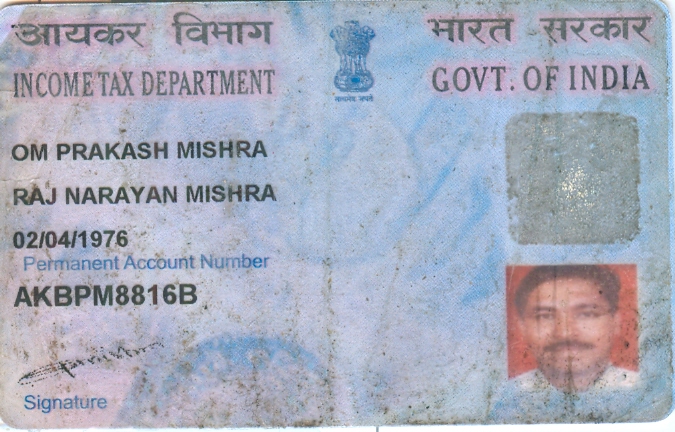 आयकर विभाग
INCOME TAX DEPARTMENT
भारत सरकार
GOVT. OF INDIA
सत्यमेव जयते
OM PRAKASH MISHRA
RAJ NARAYAN MISHRA
02/04/1976
Permanent Account Number
AKBPM8816B
Signature